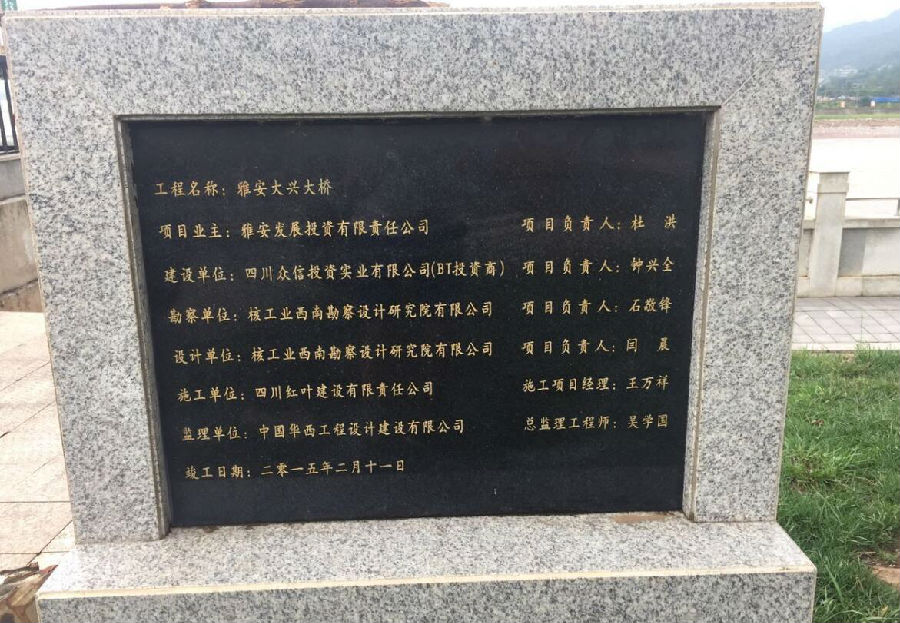 工程名称：雅安大兴大桥
项目业主：雅安发展投资有限责任公司 项目负责人：杜洪
建设单位：四川众信投资实业有限公司(BT投资商) 项目负责人：钟兴全
勘察单位：核工业西南勘察设计研究院有限公司 项目负责人：石敬锋
设计单位：核工业西南勘察设计研究院有限公司 项目负责人：闫晨
施工单位：四川红叶建设有限责任公司 施工项目经理：王万祥
监理单位：中国华西工程设计建设有限公司 总监理工程师：吴学国
竣工日期：二零一五年二月十一日